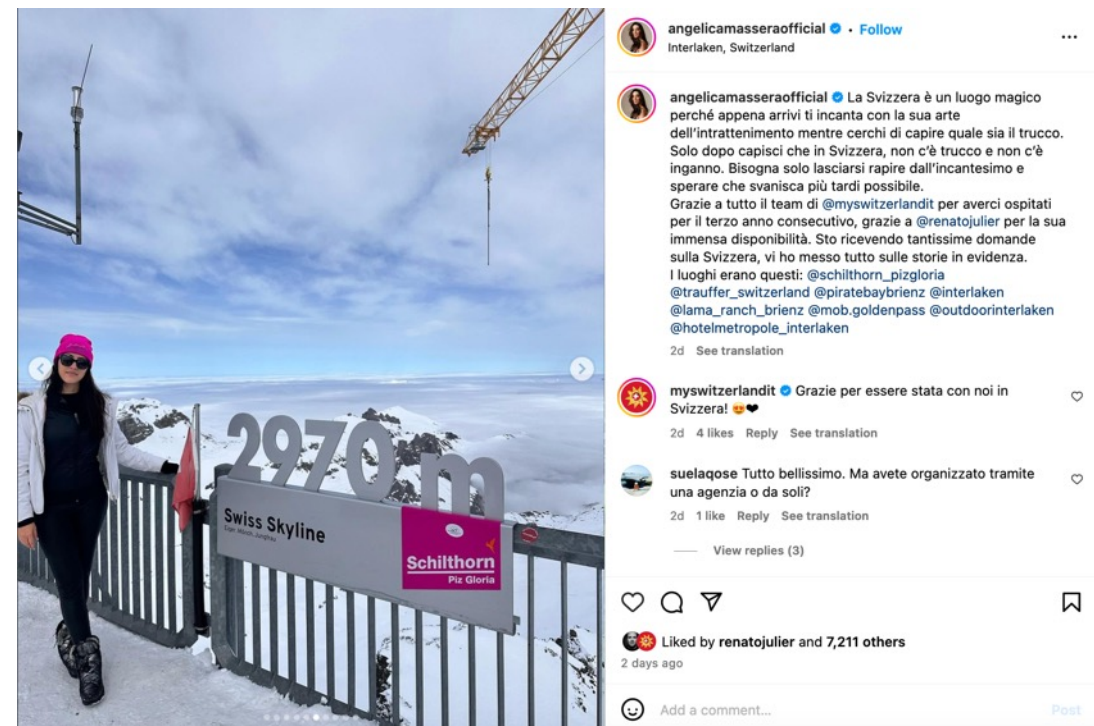 2970 m
Swiss Skyline
Eiger, Mönch, Jungfrau
Schilthorn
Piz Gloria
angelicamasseraofficial • Follow
Interlaken, Switzerland
angelicamasseraofficial La Svizzera è un luogo magico
perché appena arrivi ti incanta con la sua arte
dell'intrattenimento mentre cerchi di capire quale sia il trucco.
Solo dopo capisci che in Svizzera, non c'è trucco e non c'è
inganno. Bisogna solo lasciarsi rapire dall'incantesimo e
sperare che svanisca più tardi possibile.
Grazie a tutto il team di @myswitzerlandit per averci ospitati
per il terzo anno consecutivo, grazie a @renatojulier per la sua
immensa disponibilità. Sto ricevendo tantissime domande
sulla Svizzera, vi ho messo tutto sulle storie in evidenza.
I luoghi erano questi: @schilthorn_pizgloria
@trauffer_switzerland @piratebaybrienz @interlaken
@lama_ranch_brienz @mob.goldenpass @outdoorinterlaken
@hotelmetropole_interlaken
2d See translation
myswitzerlandit Grazie per essere stata con noi in
Svizzera! 😍❤
2d 4 likes Reply See translation
suelaqose Tutto bellissimo. Ma avete organizzato tramite
una agenzia o da soli?
2d 1 like Reply See translation
View replies (3)
Liked by renatojulier and 7,211 others
2 days ago
Add a comment...
Post